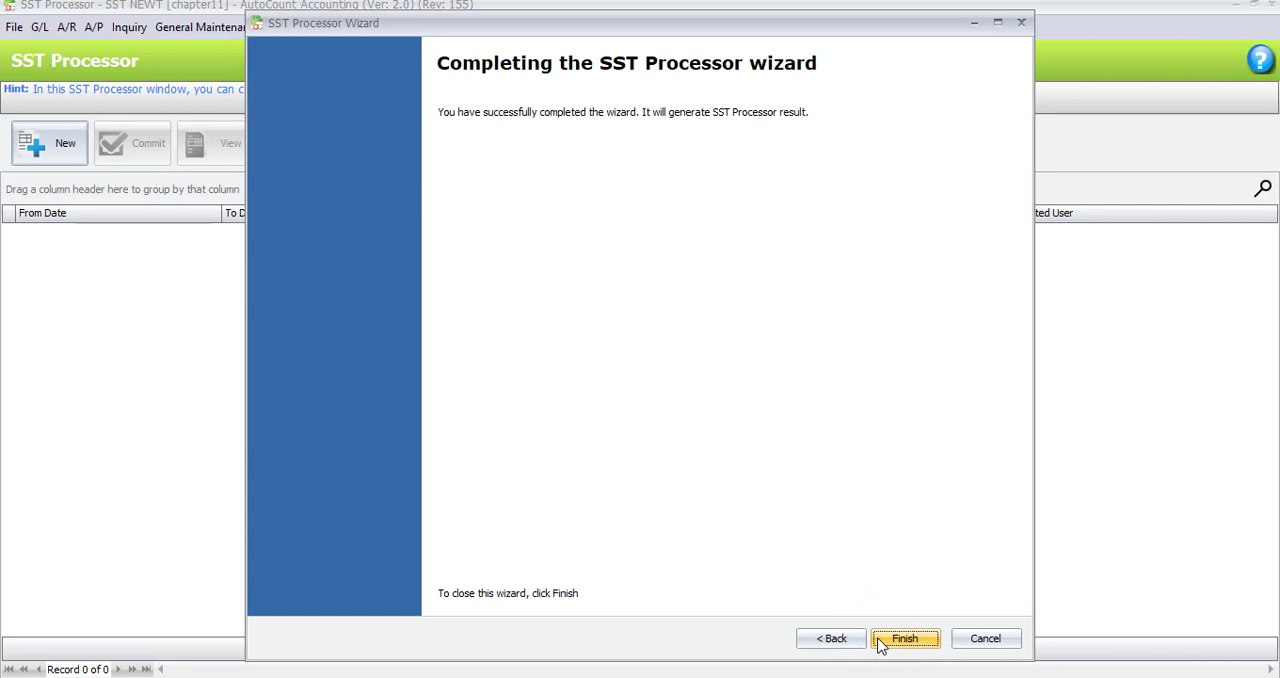 SST Processor - SST NEWT [chapter11] - AutoCount Accounting (Ver: 2.0) (Rev: 155)
SST Processor Wizard
File G/L A/R A/P Inquiry General Maintenan
SST Processor
Completing the SST Processor wizard
Hint: In this SST Processor window, you can c
You have successfully completed the wizard. It will generate SST Processor result.
New Commit View
Drag a column header here to group by that column
From Date To D ted User
To close this wizard, click Finish
< Back Finish Cancel
Record 0 of 0